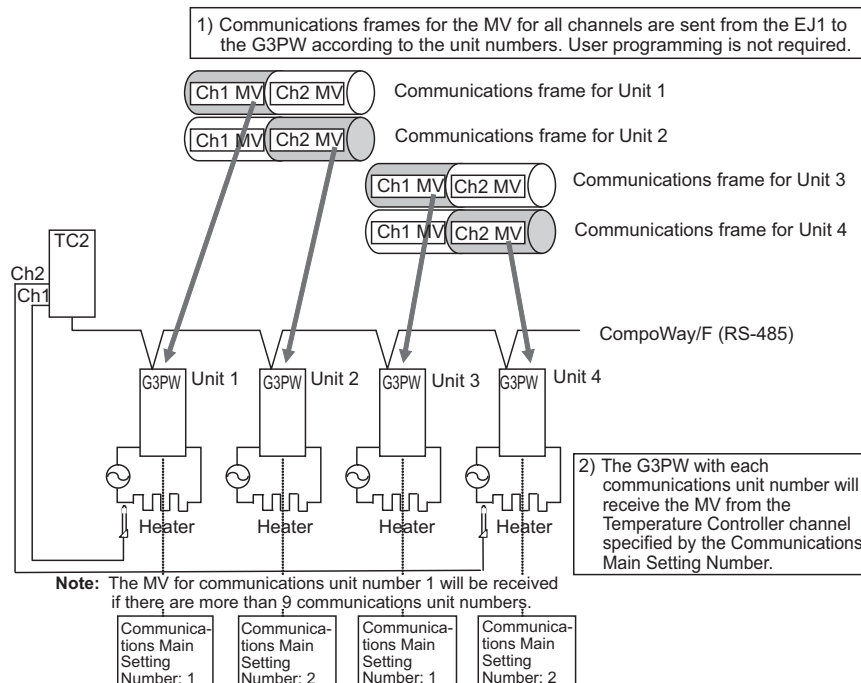 1) Communications frames for the MV for all channels are sent from the EJ1 to
the G3PW according to the unit numbers. User programming is not required.
Ch1 MV Ch2 MV Communications frame for Unit 1
Ch1 MV Ch2 MV Communications frame for Unit 2
Ch1 MV Ch2 MV Communications frame for Unit 3
Ch1 MV Ch2 MV Communications frame for Unit 4
TC2
Ch2
Ch1
CompoWay/F (RS-485)
G3PW Unit 1 G3PW Unit 2 G3PW Unit 3 G3PW Unit 4
Heater Heater Heater Heater
2) The G3PW with each
communications unit number will
receive the MV from the
Temperature Controller channel
specified by the Communications
Main Setting Number.
Note: The MV for communications unit number 1 will be received
if there are more than 9 communications unit numbers.
Communica-
tions Main
Setting
Number: 1
Communica-
tions Main
Setting
Number: 2
Communica-
tions Main
Setting
Number: 1
Communica-
tions Main
Setting
Number: 2